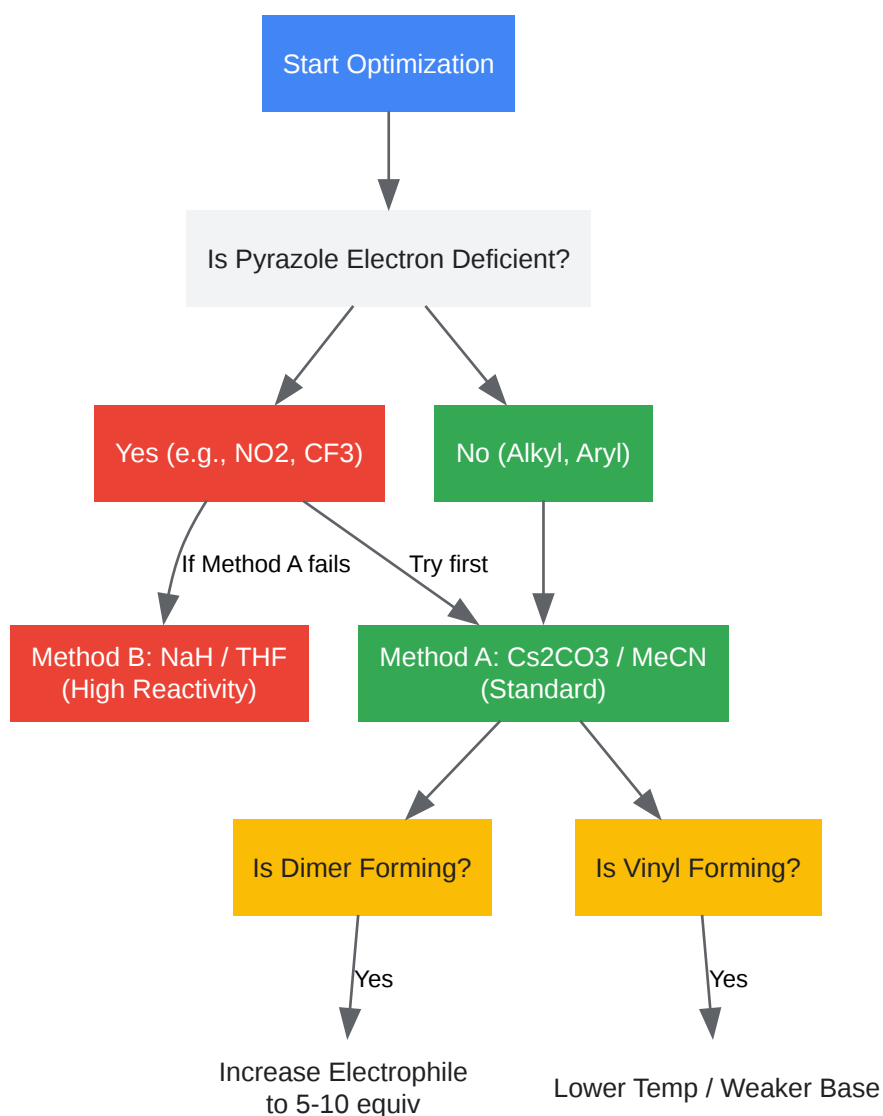 Start Optimization
Is Pyrazole Electron Deficient?
Yes (e.g., NO2, CF3)
No (Alkyl, Aryl)
If Method A fails
Try first
Method B: NaH / THF
(High Reactivity)
Method A: Cs2CO3 / MeCN
(Standard)
Is Dimer Forming?
Is Vinyl Forming?
Yes
Yes
Increase Electrophile
to 5-10 equiv
Lower Temp / Weaker Base